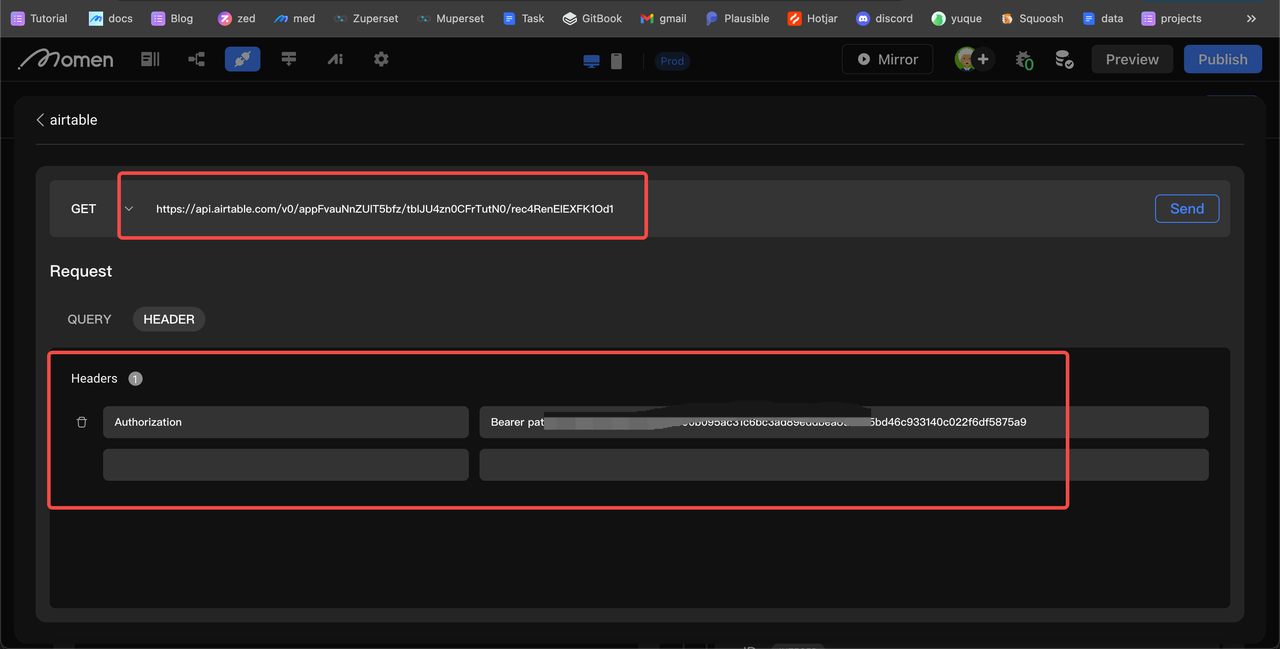 Tutorial docs Blog zed med Zuperset Muperset Task GitBook gmail Plausible Hotjar discord yuque Squoosh data projects »
Momen Ai Prod Mirror 0 Preview Publish
airtable
GET https://api.airtable.com/v0/appFvauNnZUIT5bfz/tblJU4zn0CFrTutN0/rec4RenEIEXFK1Od1 Send
Request
QUERY HEADER
Headers 1
Authorization Bearer pat 5bd46c933140c022f6df5875a9